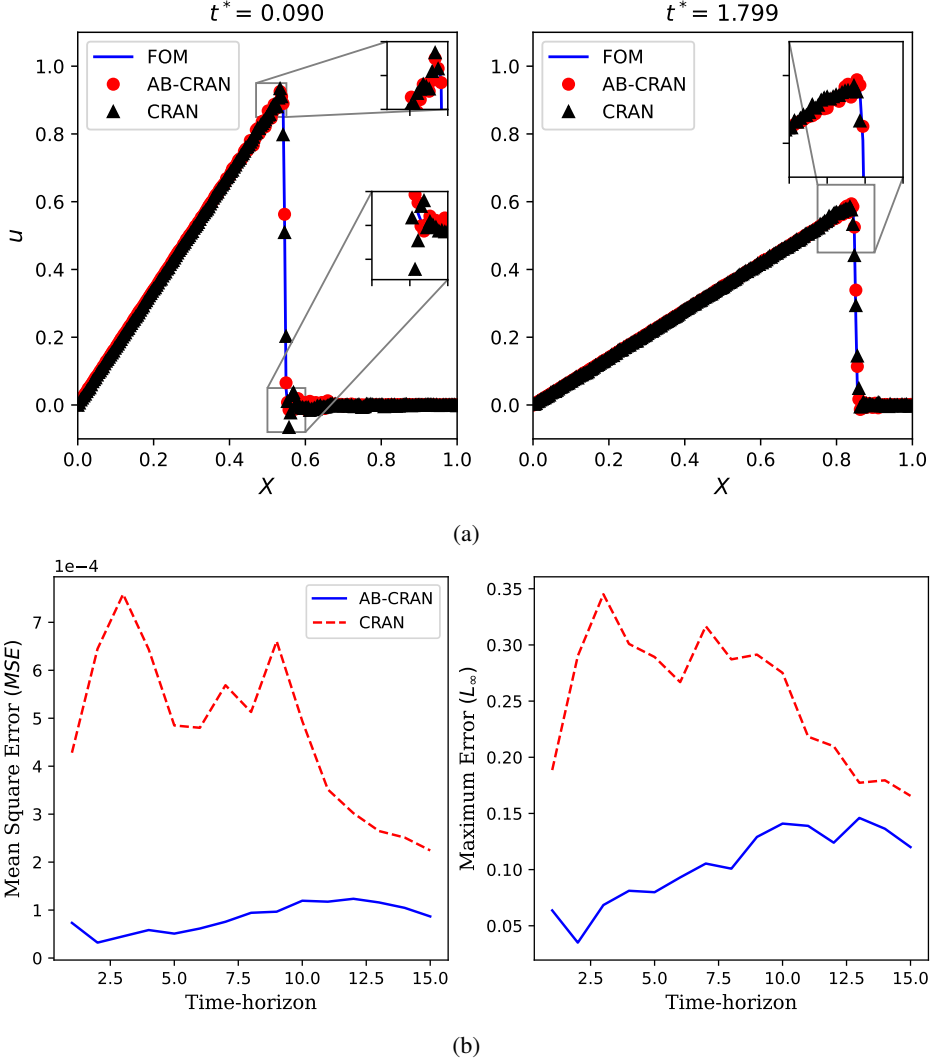 t* = 0.090
FOM
AB-CRAN
CRAN
u
1.0
0.8
0.6
0.4
0.2
0.0
0.0 0.2 0.4 0.6 0.8 1.0
X
t* = 1.799
FOM
AB-CRAN
CRAN
1.0
0.8
0.6
0.4
0.2
0.0
0.0 0.2 0.4 0.6 0.8 1.0
X
(a)
1e−4
Mean Square Error (MSE)
7
6
5
4
3
2
1
0
AB-CRAN
CRAN
2.5 5.0 7.5 10.0 12.5 15.0
Time-horizon
Maximum Error (L∞)
0.35
0.30
0.25
0.20
0.15
0.10
0.05
2.5 5.0 7.5 10.0 12.5 15.0
Time-horizon
(b)